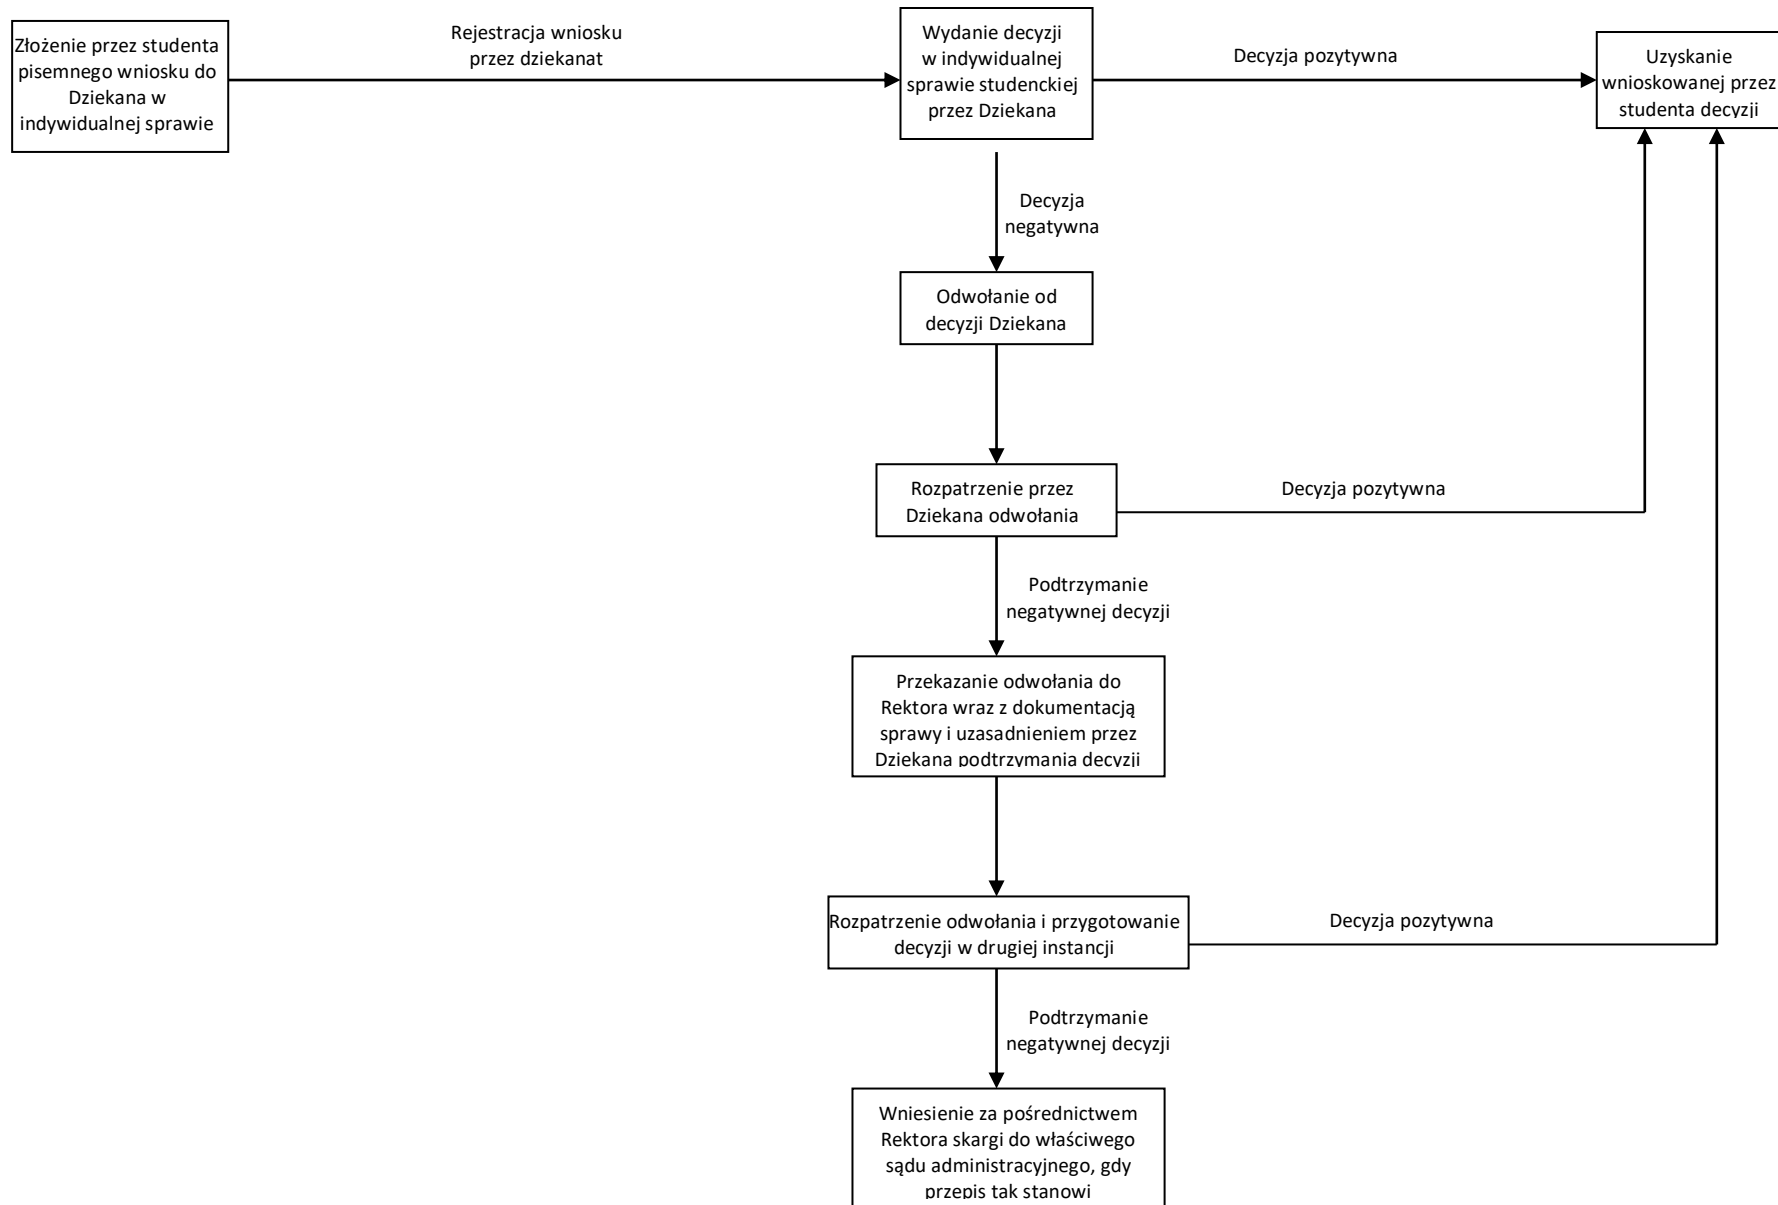 Złożenie przez studenta
pisemnego wniosku do
Dziekana w
indywidualnej sprawie
Rejestracja wniosku
przez dziekanat
Wydanie decyzji
w indywidualnej
sprawie studenckiej
przez Dziekana
Decyzja pozytywna
Uzyskanie
wnioskowanej przez
studenta decyzji
Decyzja
negatywna
Odwołanie od
decyzji Dziekana
Rozpatrzenie przez
Dziekana odwołania
Decyzja pozytywna
Podtrzymanie
negatywnej decyzji
Przekazanie odwołania do
Rektora wraz z dokumentacją
sprawy i uzasadnieniem przez
Dziekana podtrzymania decyzji
Rozpatrzenie odwołania i przygotowanie
decyzji w drugiej instancji
Decyzja pozytywna
Podtrzymanie
negatywnej decyzji
Wniesienie za pośrednictwem
Rektora skargi do właściwego
sądu administracyjnego, gdy
przepis tak stanowi